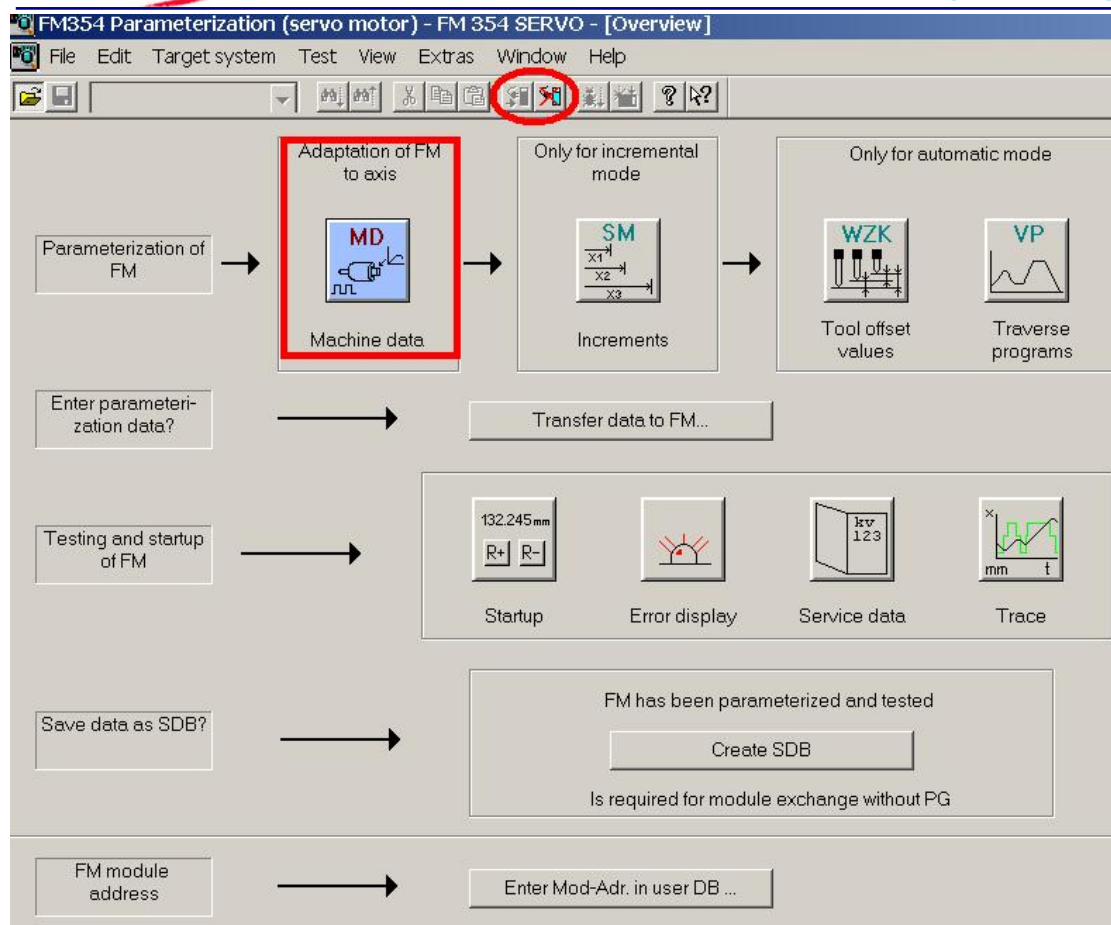 FM354 Parameterization (servo motor) - FM 354 SERVO - [Overview]
File Edit Target system Test View Extras Window Help
Adaptation of FM
to axis
Only for incremental
mode
Only for automatic mode
Parameterization of
FM
MD
SM
X1
X2
X3
WZK
VP
Machine data
Increments
Tool offset
values
Traverse
programs
Enter parameteri-
zation data?
Transfer data to FM...
Testing and startup
of FM
132.245mm
R+ R-
kv
123
x
mm t
Startup Error display Service data Trace
Save data as SDB?
FM has been parameterized and tested
Create SDB
Is required for module exchange without PG
FM module
address
Enter Mod-Adr. in user DB ...